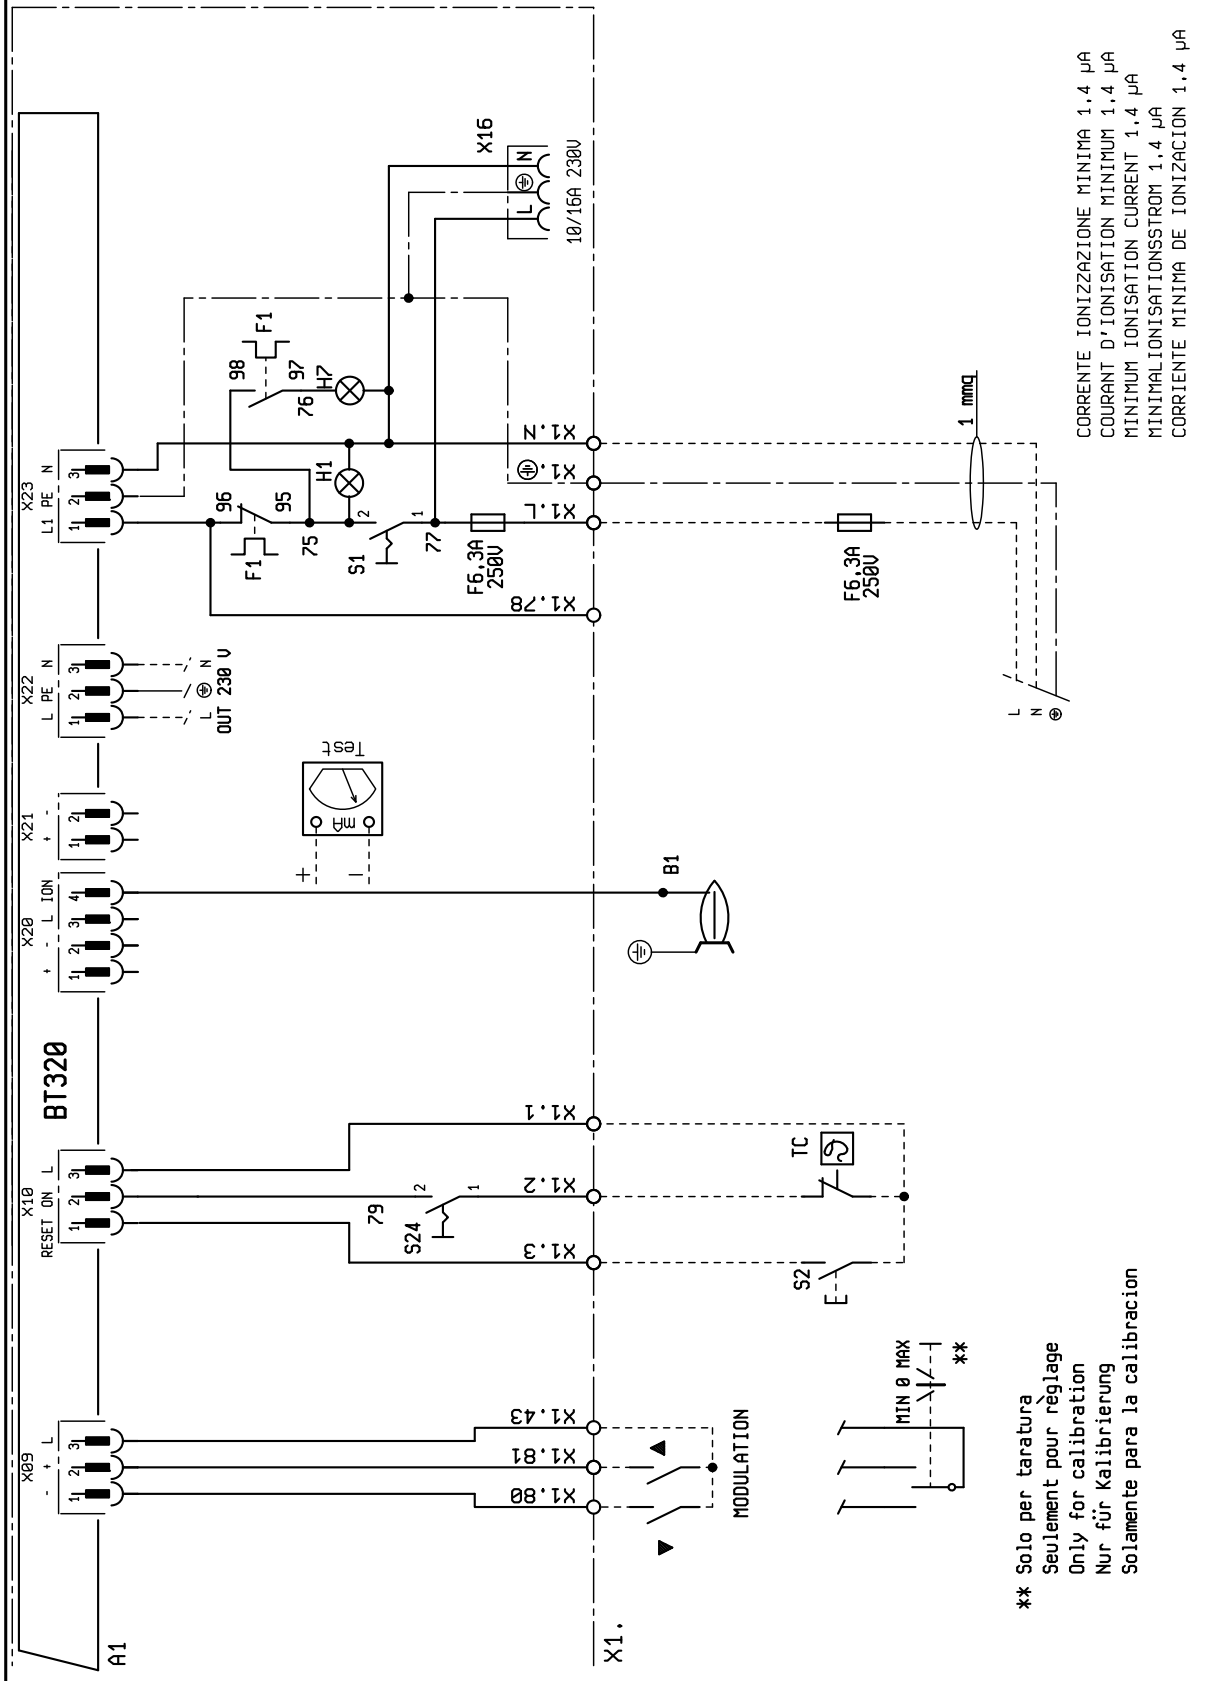 A1
BT320
X09
- + L
1 2 3
X10
RESET ON L
1 2 3
X20
+ - L ION
1 2 3 4
X21
+ -
1 2
X22
L PE N
1 2 3
X23
L1 PE N
1 2 3
L N
OUT 230 V
Test
mA
+ -
F1
96
95
98
97
F1
76
H7
H1
75
S1
2
1
77
F6,3A
250V
X16
L N
10/16A 230V
X1.80
X1.81
X1.43
X1.3
X1.2
X1.1
X1.78
X1.L
X1.
X1.N
79
S24
2
1
X1.
MODULATION
S2
TC
B1
F6,3A
250V
1 mmq
L
N
MIN 0 MAX
**
** Solo per taratura
Seulement pour règlage
Only for calibration
Nur für Kalibrierung
Solamente para la calibracion
CORRENTE IONIZZAZIONE MINIMA 1,4 µA
COURANT D'IONISATION MINIMUM 1,4 µA
MINIMUM IONISATION CURRENT 1,4 µA
MINIMALIONISATIONSSTROM 1,4 µA
CORRIENTE MINIMA DE IONIZACION 1,4 µA